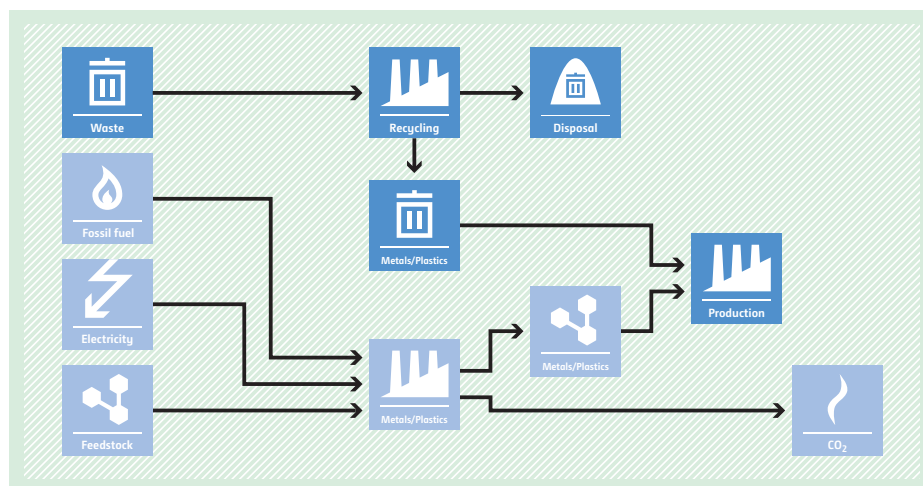 Waste
Recycling
Disposal
Fossil fuel
Metals/Plastics
Production
Electricity
Metals/Plastics
Feedstock
Metals/Plastics
CO₂